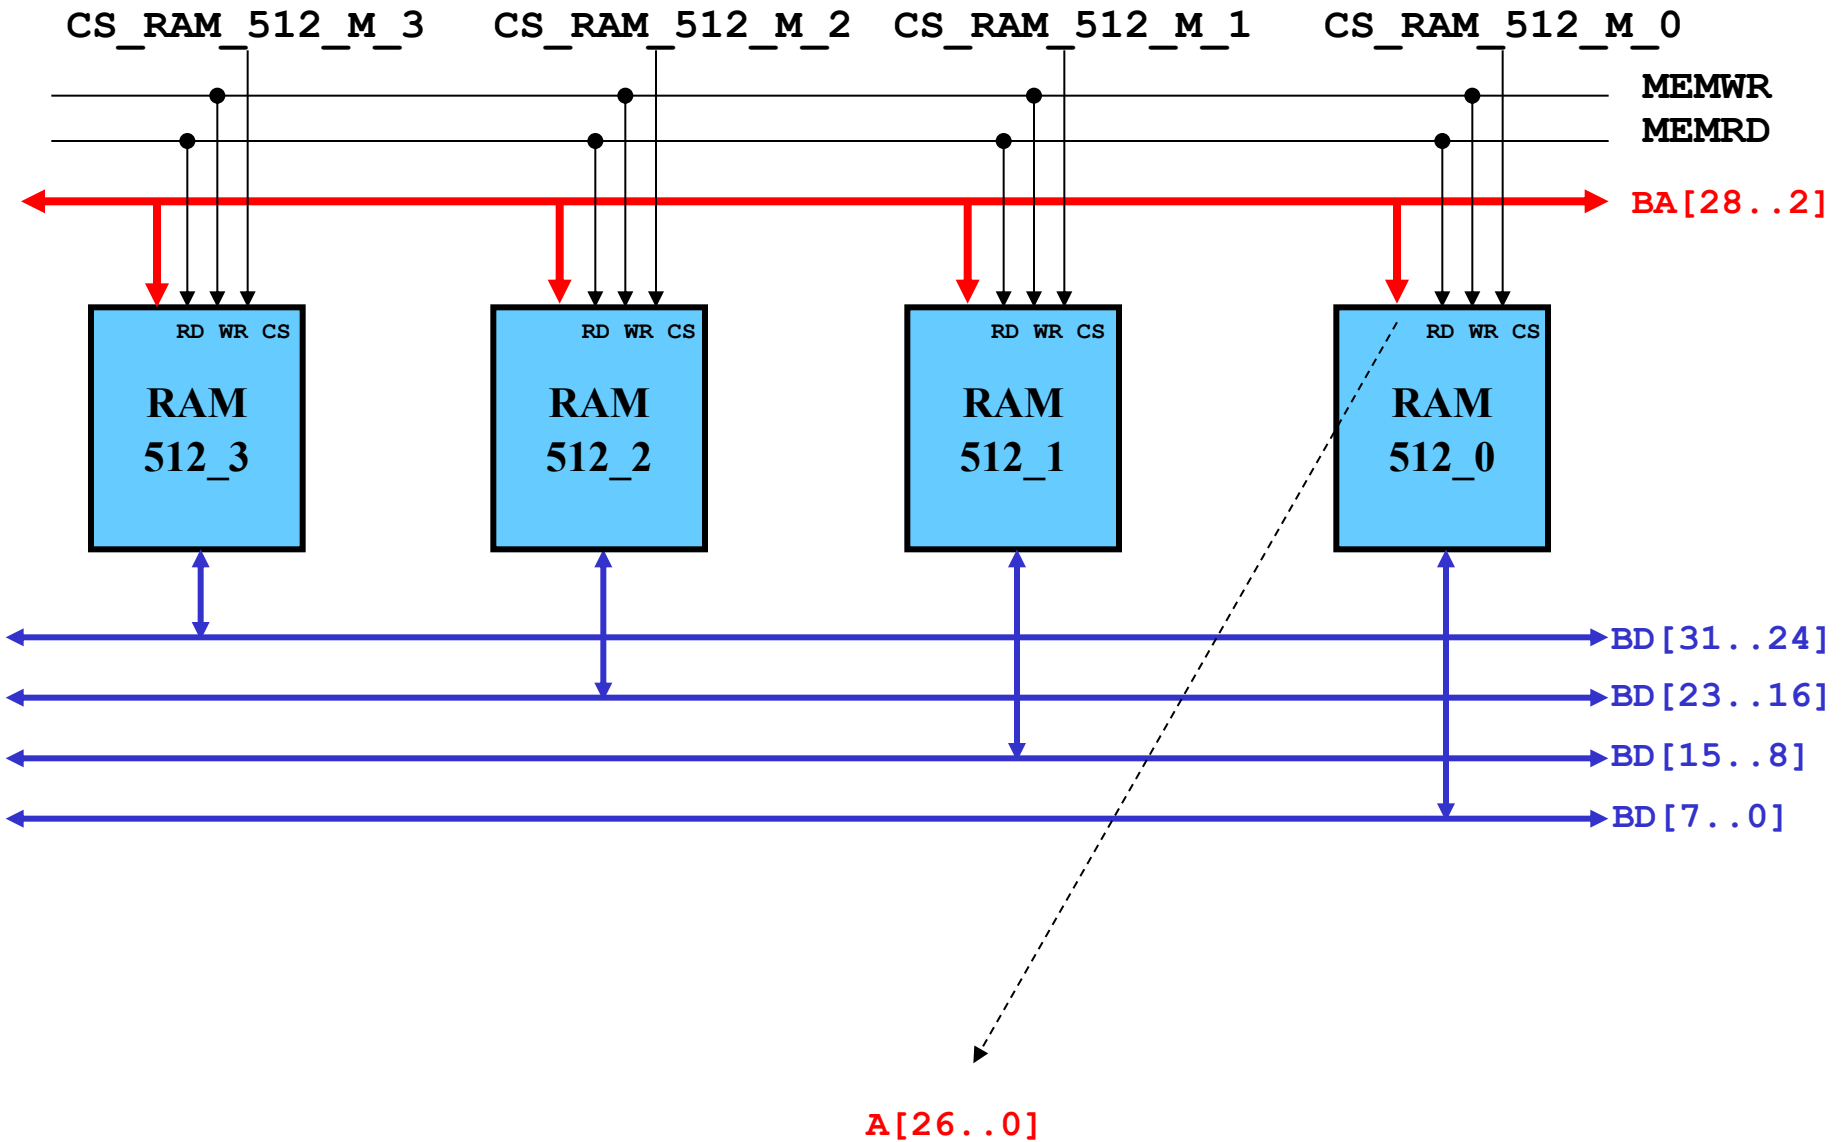 CS_RAM_512_M_3 CS_RAM_512_M_2 CS_RAM_512_M_1 CS_RAM_512_M_0
MEMWR
MEMRD
BA[28..2]
RD WR CS RD WR CS RD WR CS RD WR CS
RAM RAM RAM RAM
512_3 512_2 512_1 512_0
BD[31..24]
BD[23..16]
BD[15..8]
BD[7..0]
A[26..0]